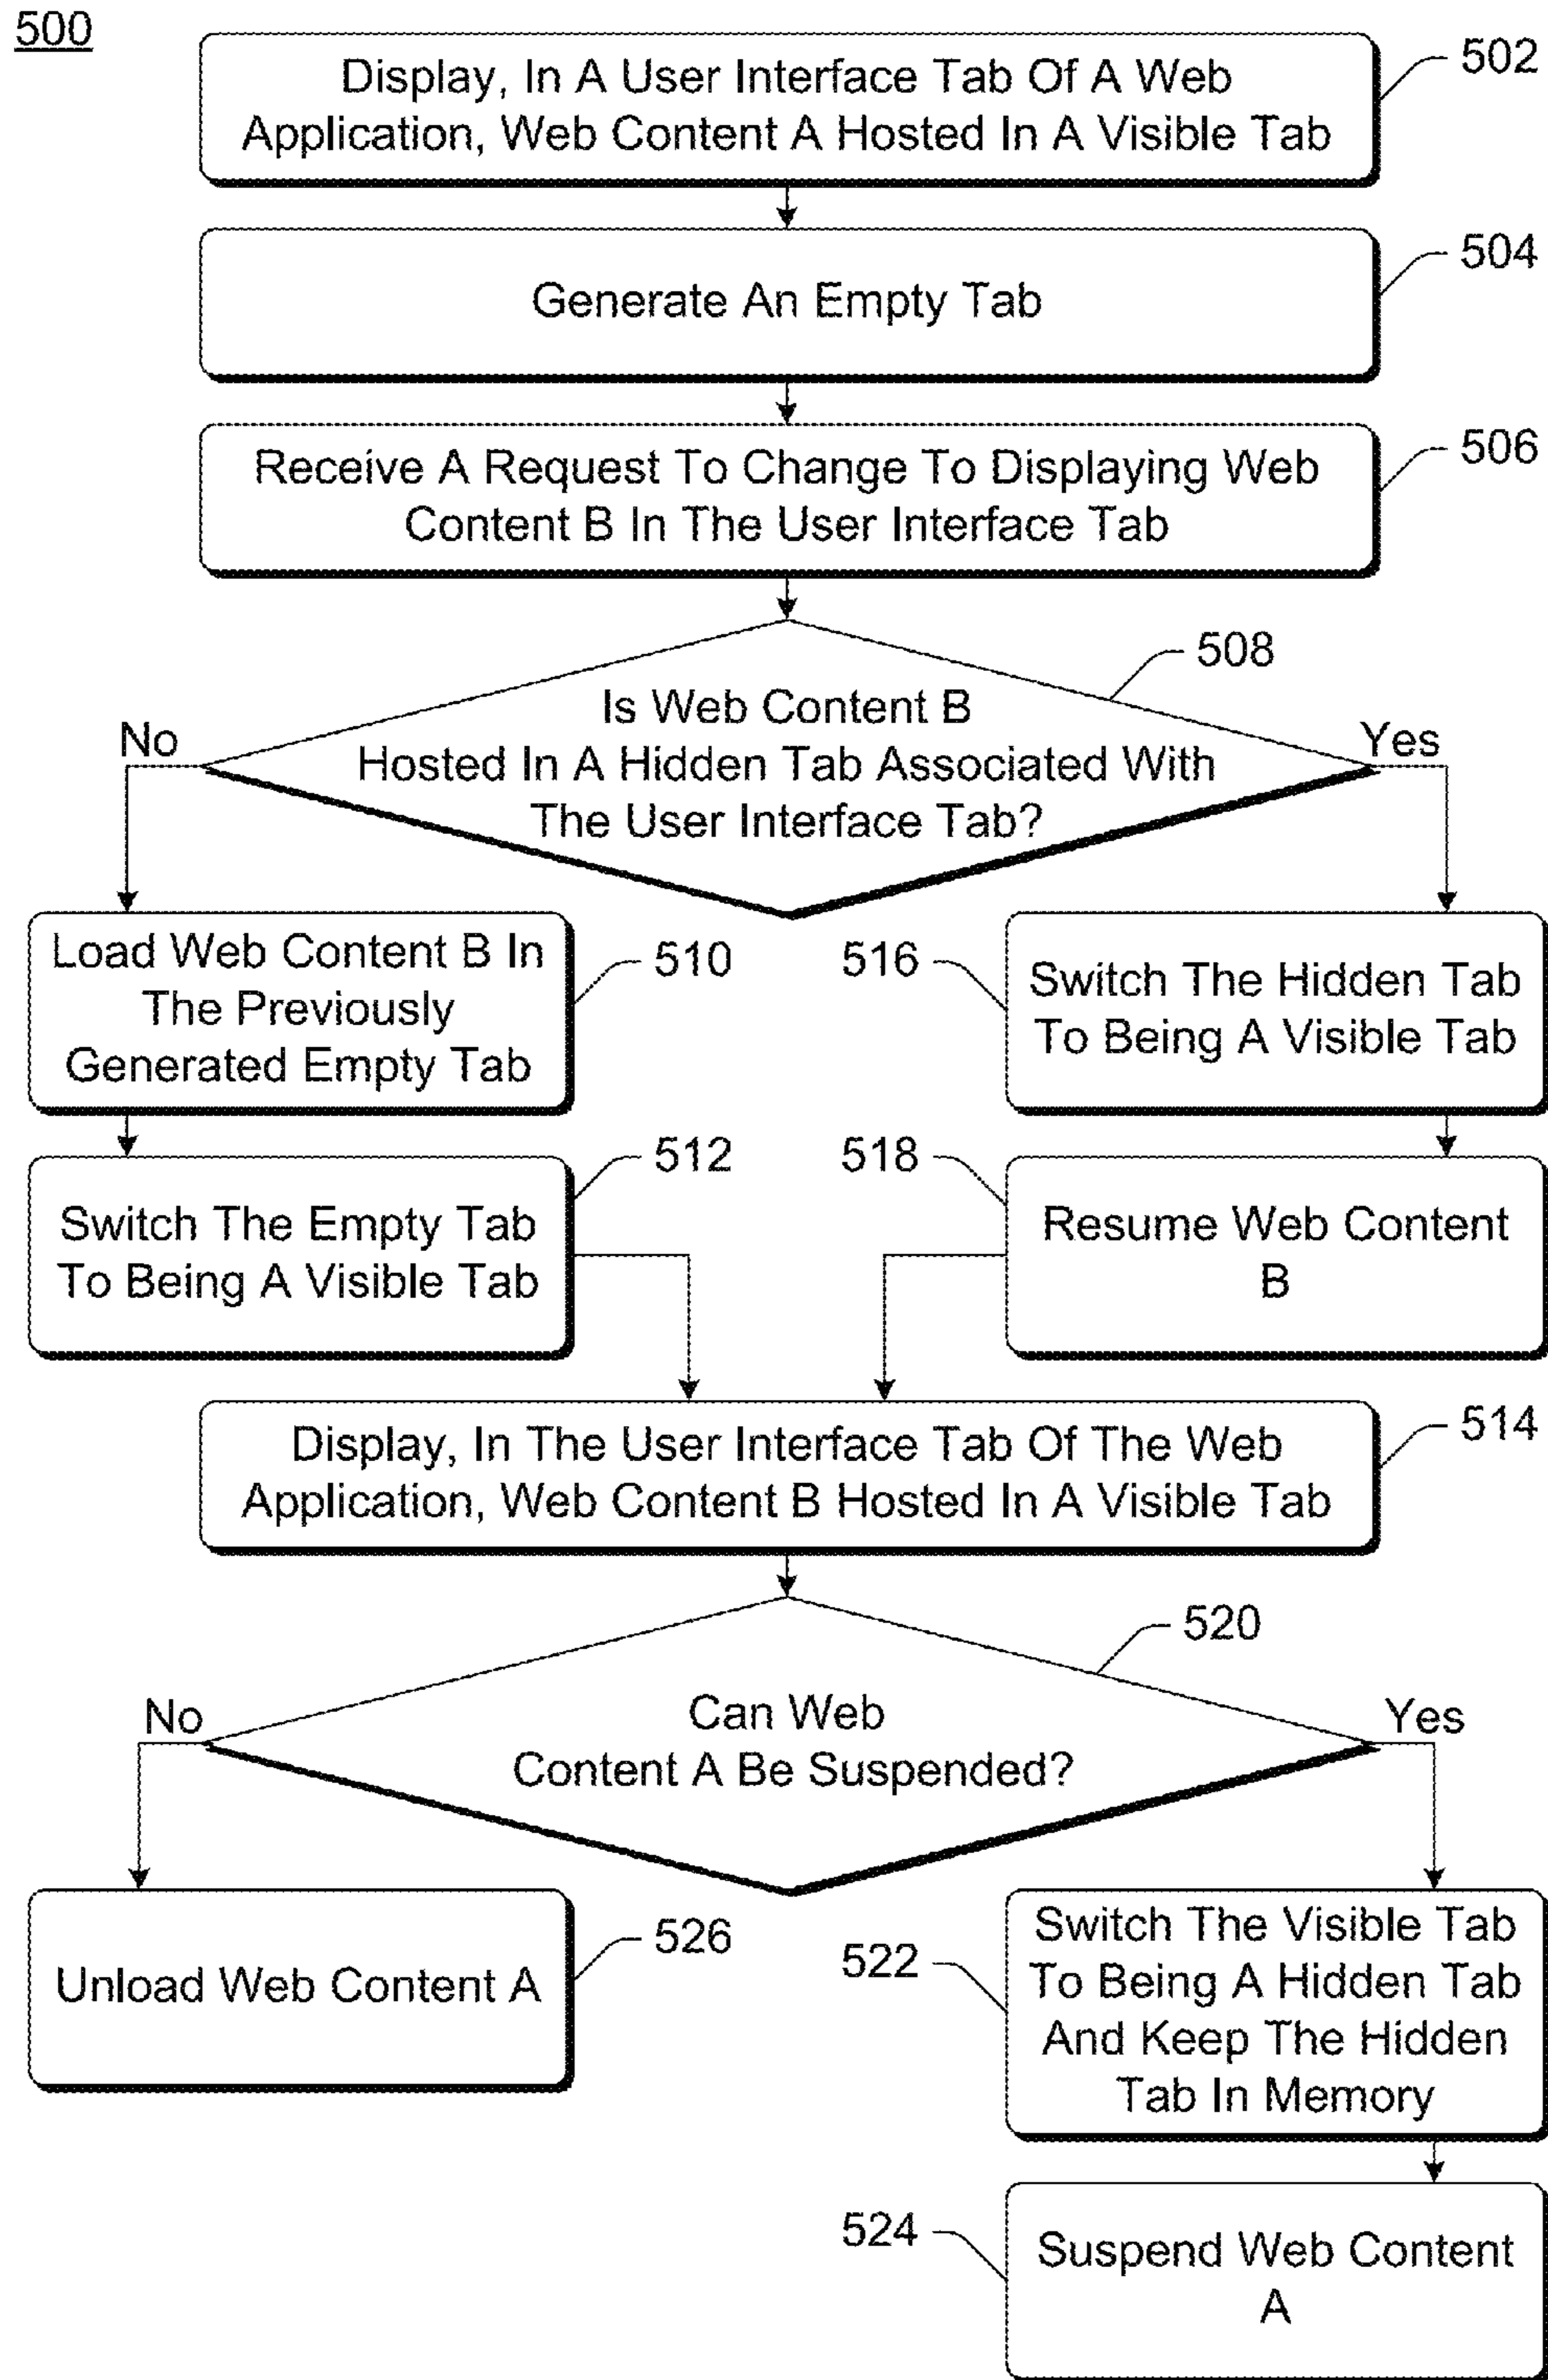 500
Display, In A User Interface Tab Of A Web
Application, Web Content A Hosted In A Visible Tab
502
Generate An Empty Tab
504
Receive A Request To Change To Displaying Web
Content B In The User Interface Tab
506
508
Is Web Content B
Hosted In A Hidden Tab Associated With
The User Interface Tab?
No
Yes
Load Web Content B In
The Previously
Generated Empty Tab
510
516
Switch The Hidden Tab
To Being A Visible Tab
Switch The Empty Tab
To Being A Visible Tab
512
518
Resume Web Content
B
Display, In The User Interface Tab Of The Web
Application, Web Content B Hosted In A Visible Tab
514
520
Can Web
Content A Be Suspended?
No
Yes
Unload Web Content A
526
522
Switch The Visible Tab
To Being A Hidden Tab
And Keep The Hidden
Tab In Memory
524
Suspend Web Content
A